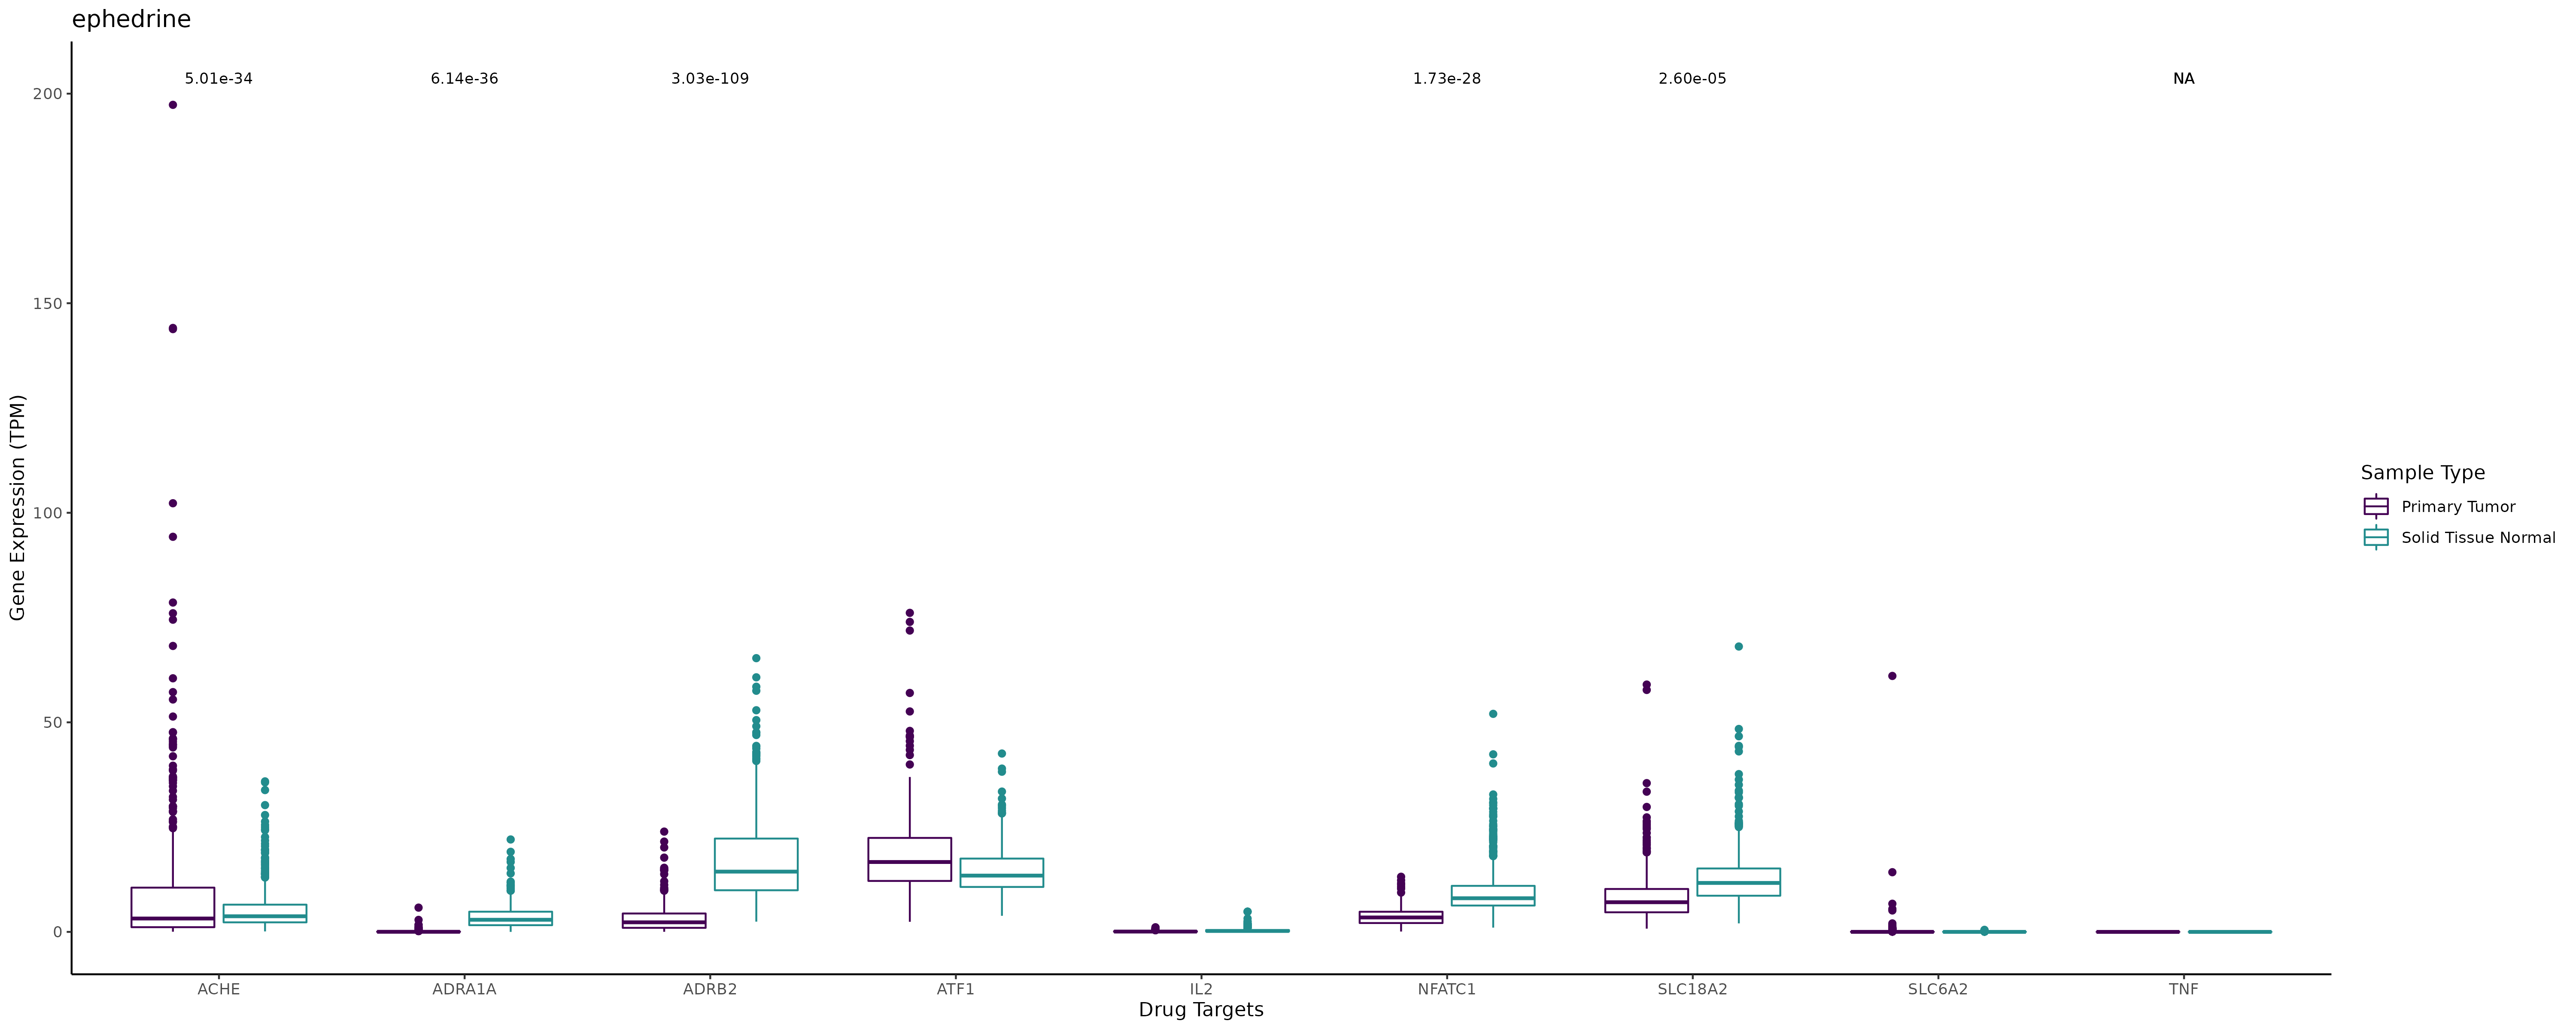 ephedrine
5.01e-34 6.14e-36 3.03e-109 1.73e-28 2.60e-05 NA
200
150
100
50
0
Gene Expression (TPM)
ACHE ADRA1A ADRB2 ATF1 IL2 NFATC1 SLC18A2 SLC6A2 TNF
Drug Targets
Sample Type
Primary Tumor
Solid Tissue Normal